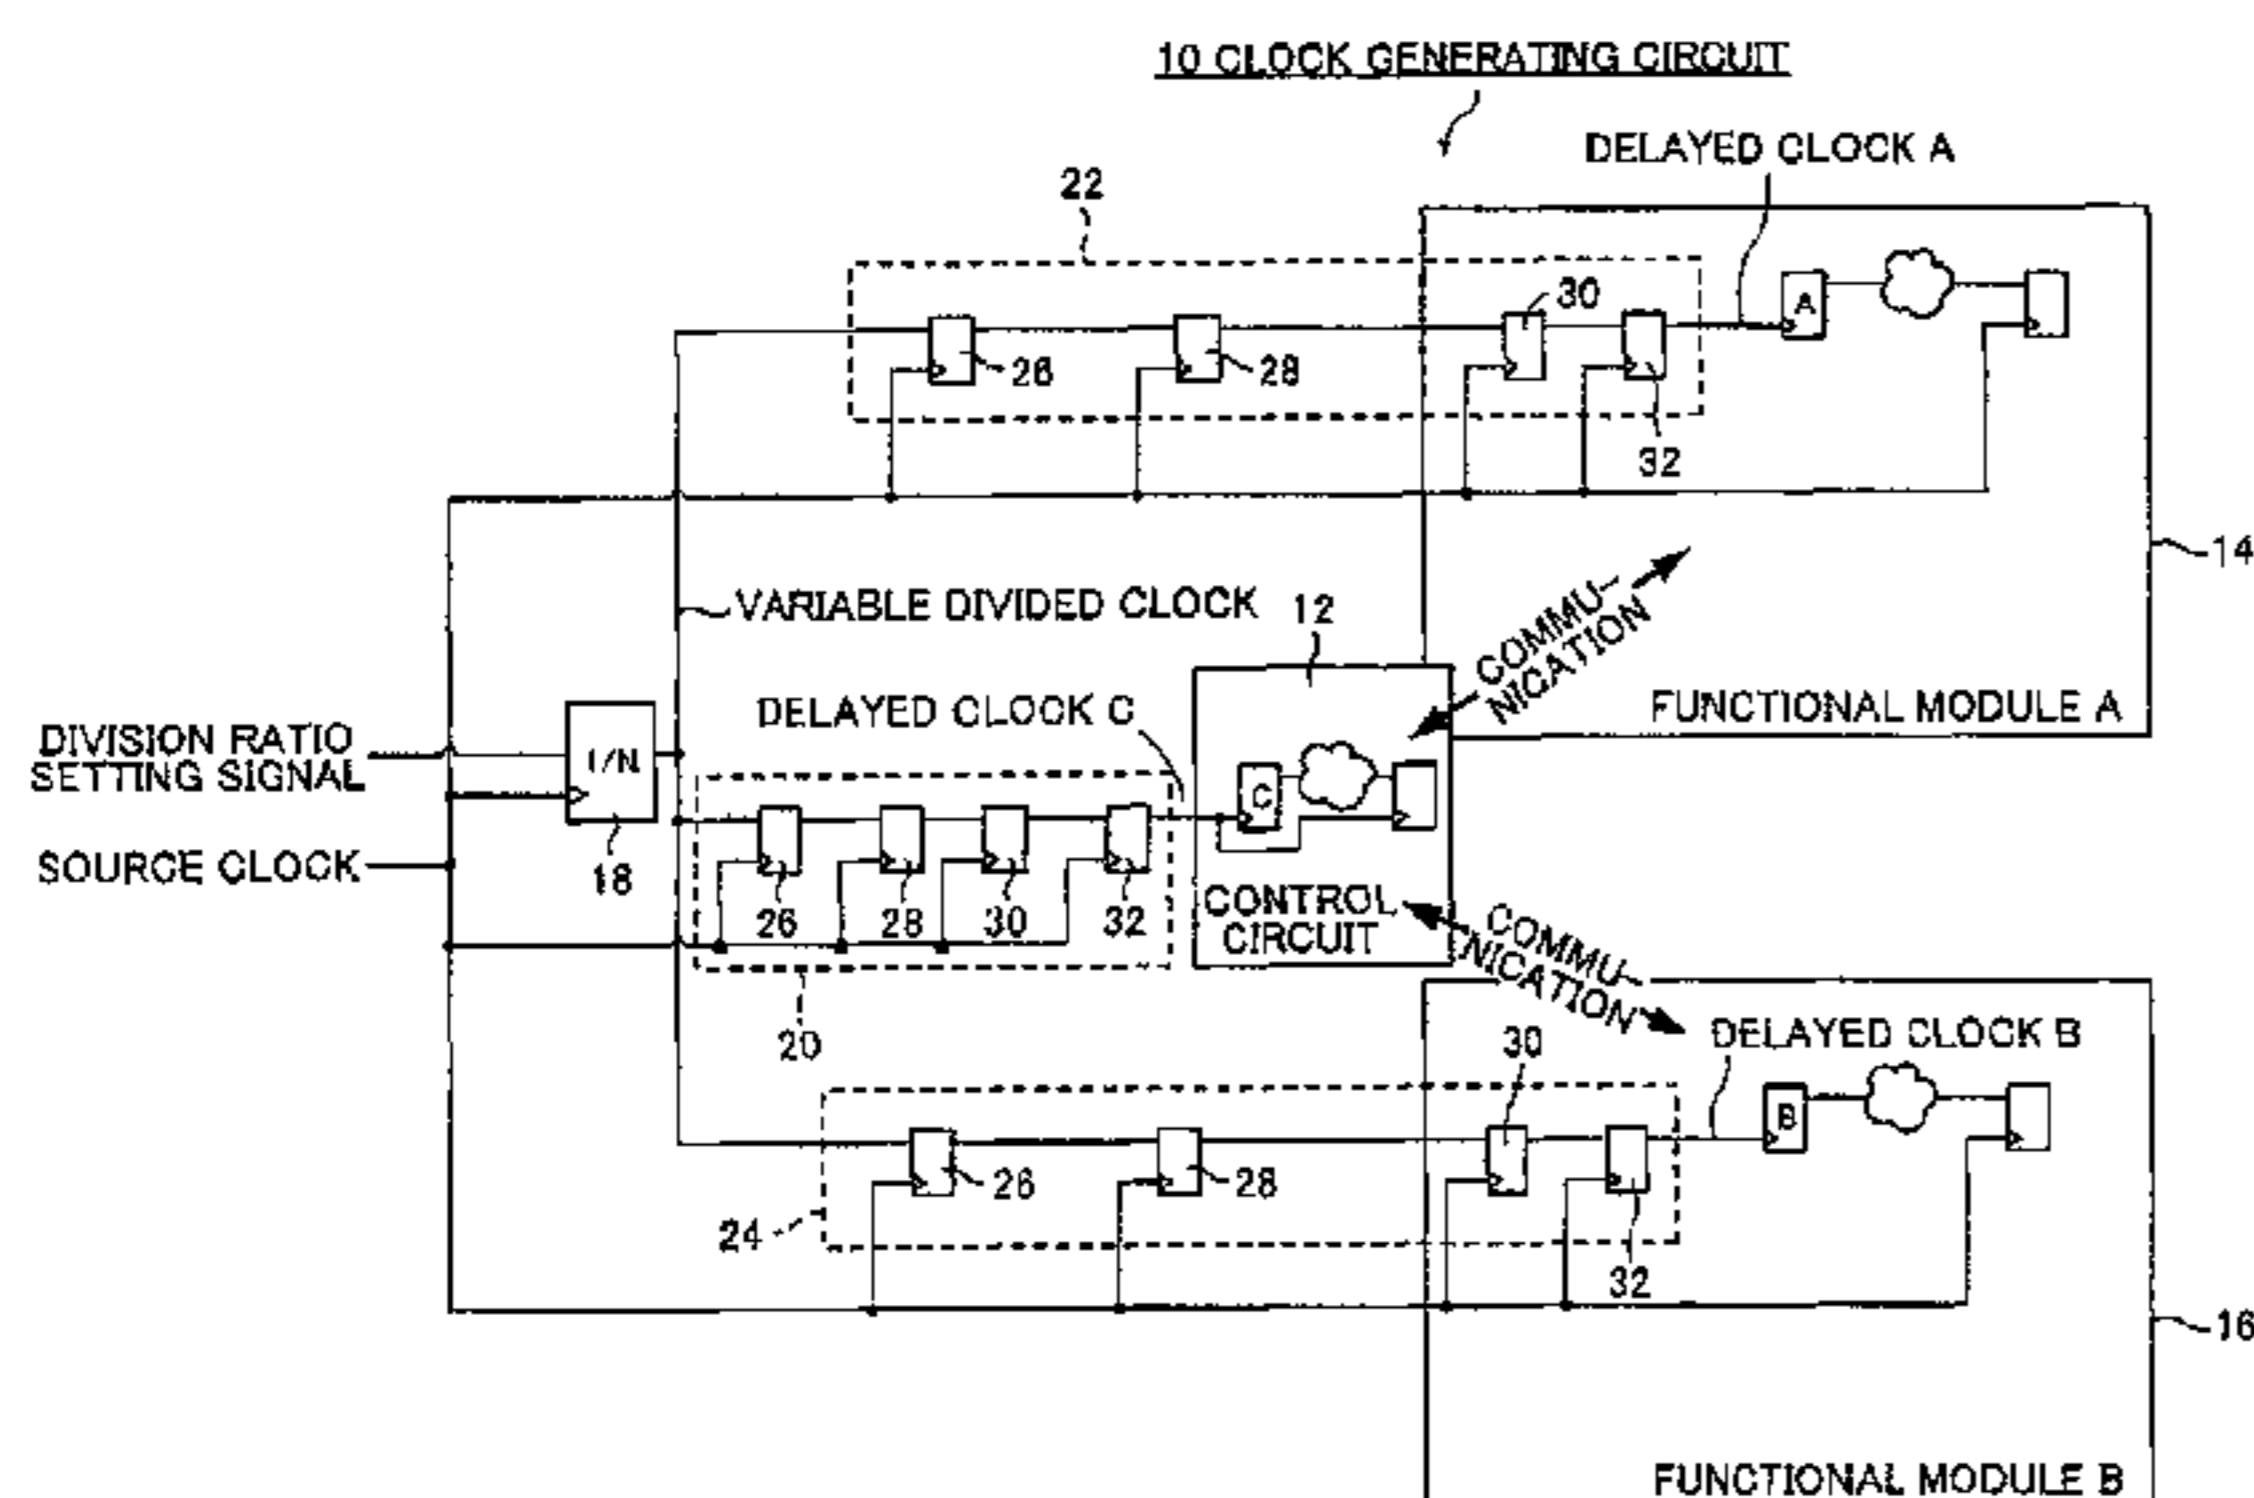 10 CLOCK GENERATING CIRCUIT
DELAYED CLOCK A
22
30
A
26
28
32
14
VARIABLE DIVIDED CLOCK
12
COMMU-
NICATION
DELAYED CLOCK C
FUNCTIONAL MODULE A
DIVISION RATIO
SETTING SIGNAL
1/N
C
SOURCE CLOCK
18
26
28
30
32
CONTROL
CIRCUIT
COMMU-
NICATION
20
30
DELAYED CLOCK B
B
26
28
24
32
16
FUNCTIONAL MODULE B